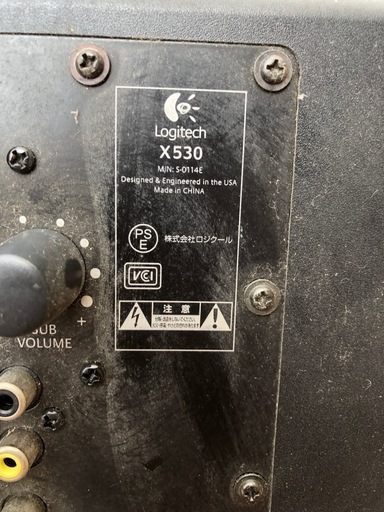 Logitech
X530
M/N: S-0114E
Designed & Engineered in the USA
Made in CHINA
PS
E
株式会社ロジクール
VCI
注 意
SUB
VOLUME
+